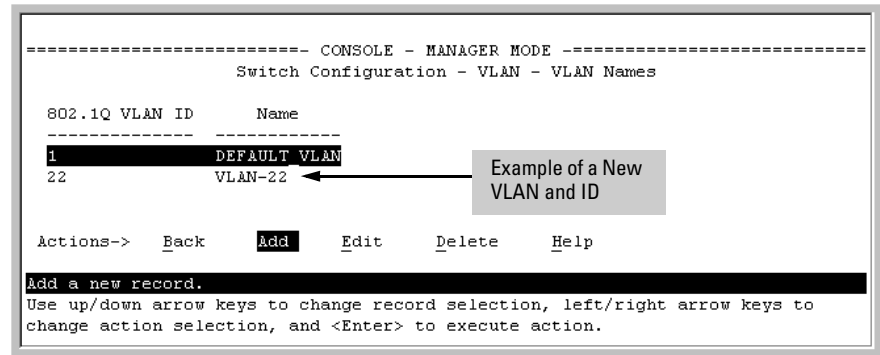 ==========================- CONSOLE - MANAGER MODE -============================
Switch Configuration - VLAN - VLAN Names
802.1Q VLAN ID Name
-------------- ------------
1 DEFAULT_VLAN
22 VLAN-22
Example of a New
VLAN and ID
Actions-> Back Add Edit Delete Help
Add a new record.
Use up/down arrow keys to change record selection, left/right arrow keys to
change action selection, and <Enter> to execute action.